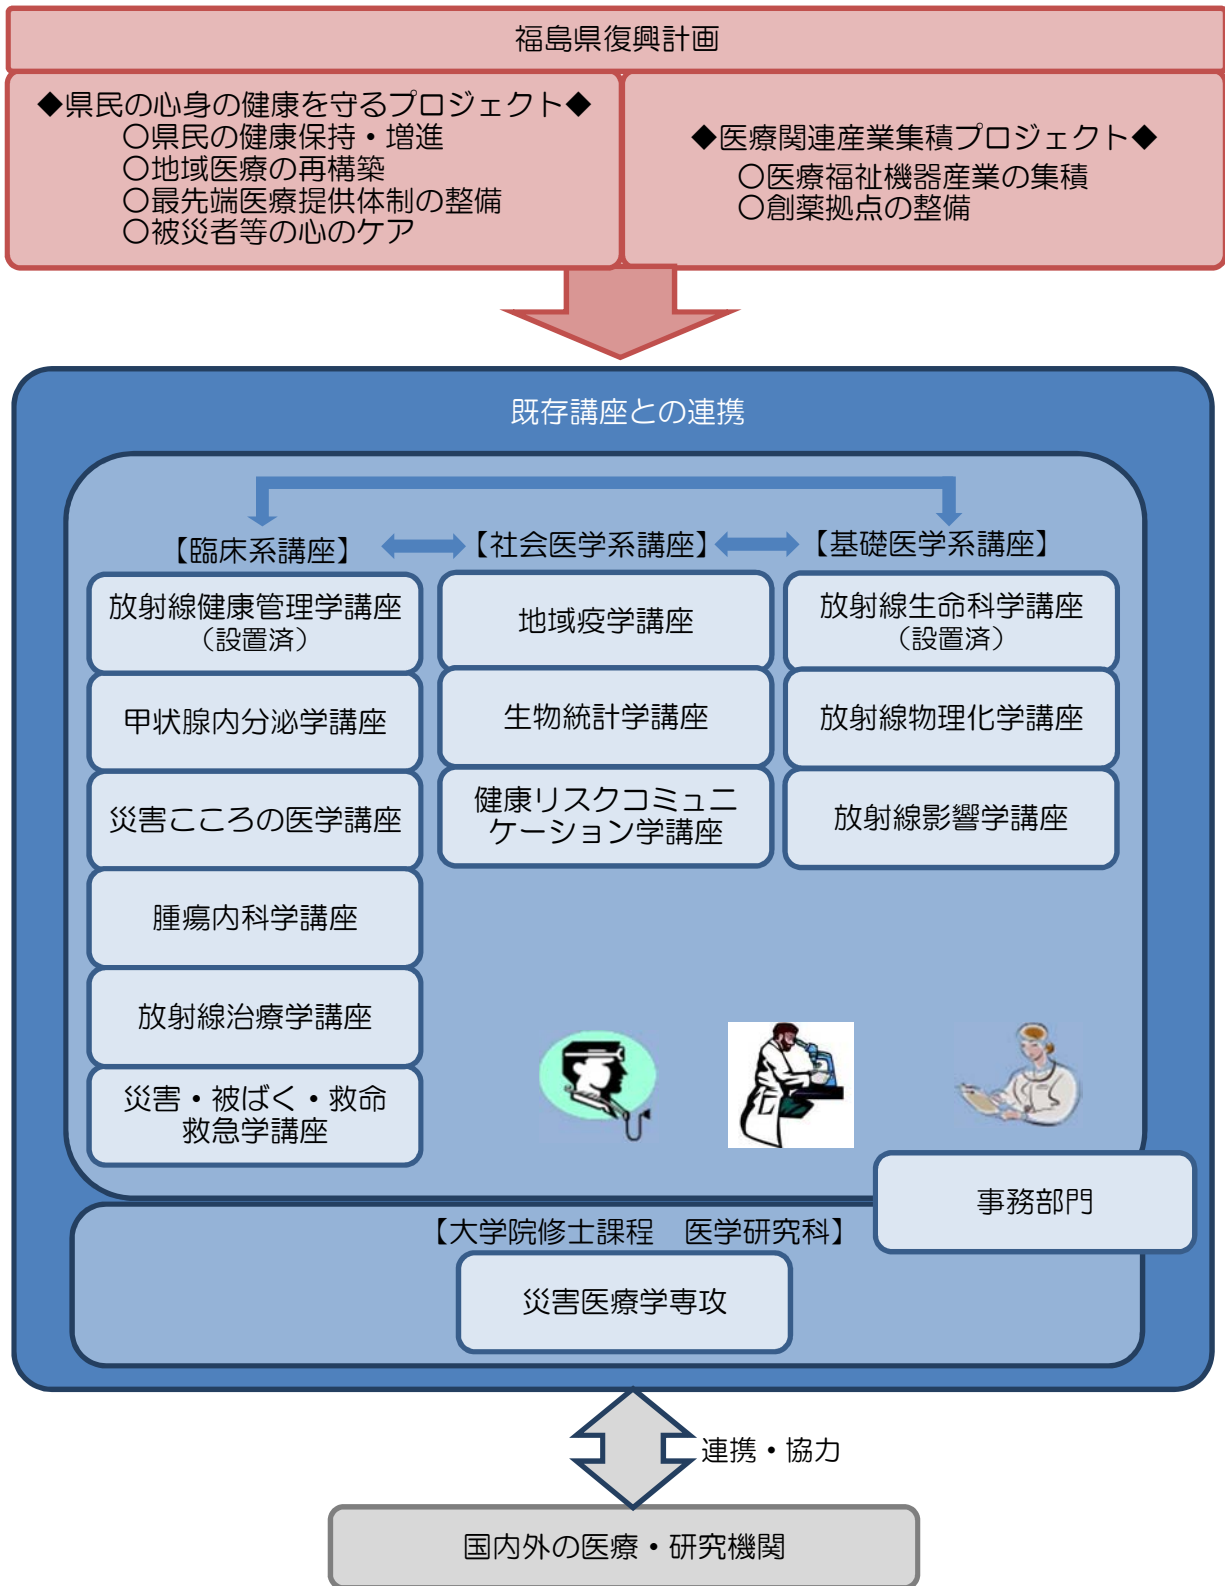 福島県復興計画
◆県民の心身の健康を守るプロジェクト◆
〇県民の健康保持・増進
〇地域医療の再構築
〇最先端医療提供体制の整備
〇被災者等の心のケア
◆医療関連産業集積プロジェクト◆
〇医療福祉機器産業の集積
〇創薬拠点の整備
既存講座との連携
【臨床系講座】
放射線健康管理学講座
（設置済）
甲状腺内分泌学講座
災害こころの医学講座
腫瘍内科学講座
放射線治療学講座
災害・被ばく・救命
救急学講座
【社会医学系講座】
地域疫学講座
生物統計学講座
健康リスクコミュニ
ケーション学講座
【基礎医学系講座】
放射線生命科学講座
（設置済）
放射線物理化学講座
放射線影響学講座
事務部門
【大学院修士課程　医学研究科】
災害医療学専攻
連携・協力
国内外の医療・研究機関